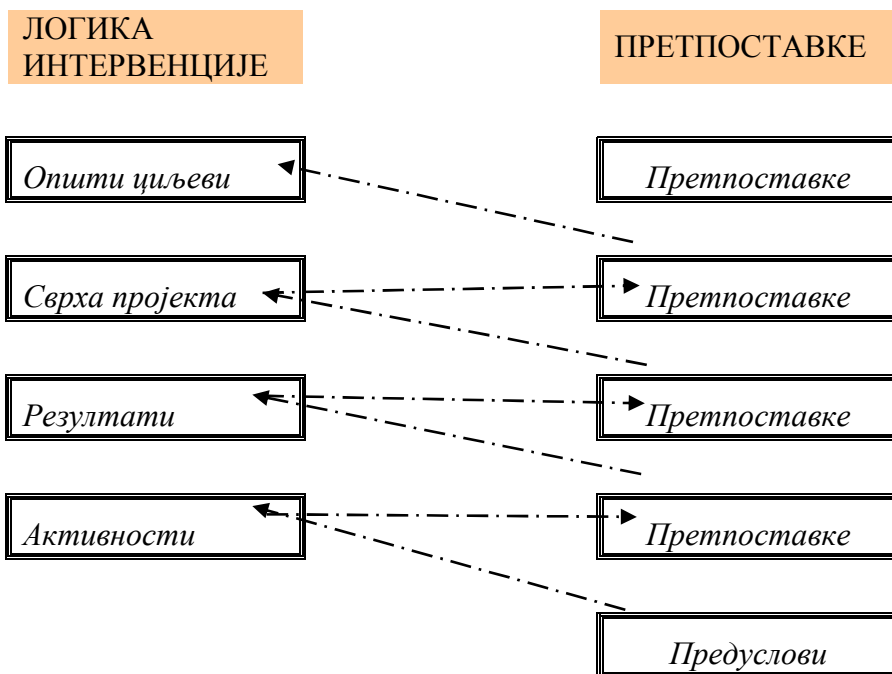 ЛОГИКА
ИНТЕРВЕНЦИЈЕ
ПРЕТПОСТАВКЕ
Општи циљеви
Претпоставке
Сврха пројекта
Претпоставке
Резултати
Претпоставке
Активности
Претпоставке
Предуслови